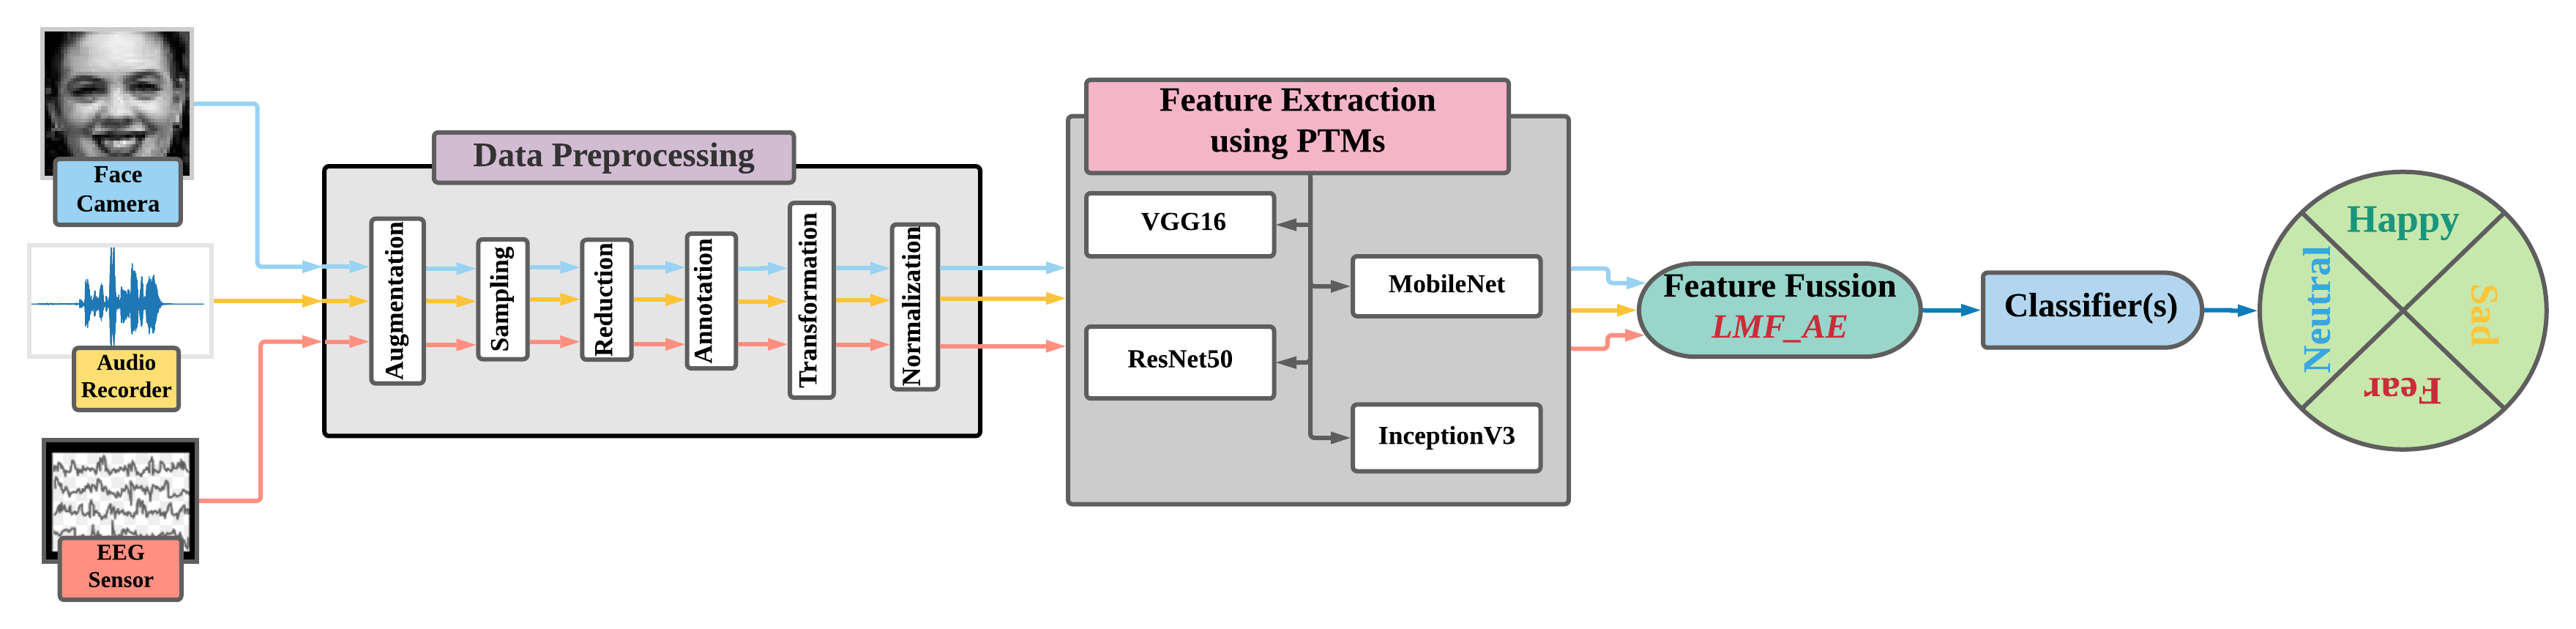 Face
Camera
Audio
Recorder
EEG
Sensor
Data Preprocessing
Augmentation
Sampling
Reduction
Annotation
Transformation
Normalization
Feature Extraction
using PTMs
VGG16
MobileNet
ResNet50
InceptionV3
Feature Fussion
LMF_AE
Classifier(s)
Happy
Sad
Fear
Neutral